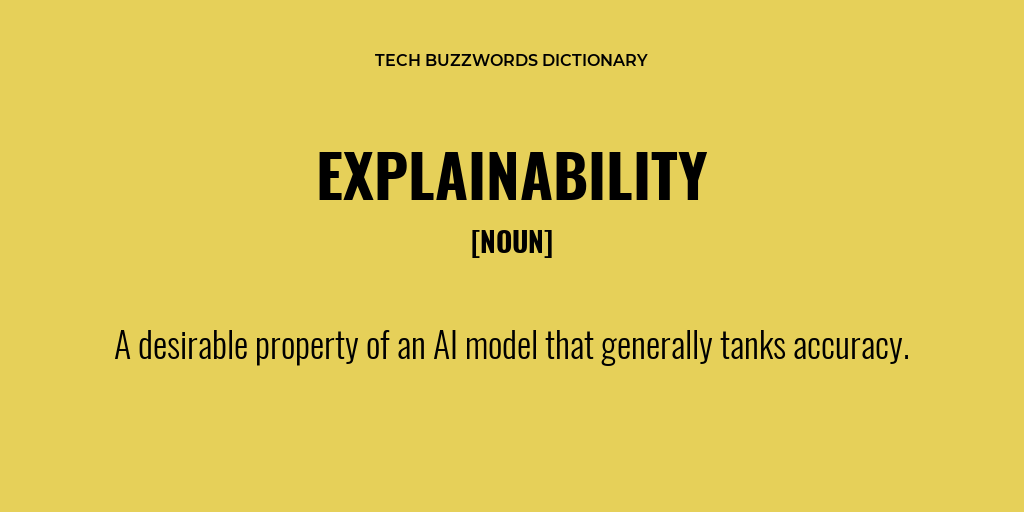 TECH BUZZWORDS DICTIONARY
EXPLAINABILITY
[NOUN]
A desirable property of an AI model that generally tanks accuracy.